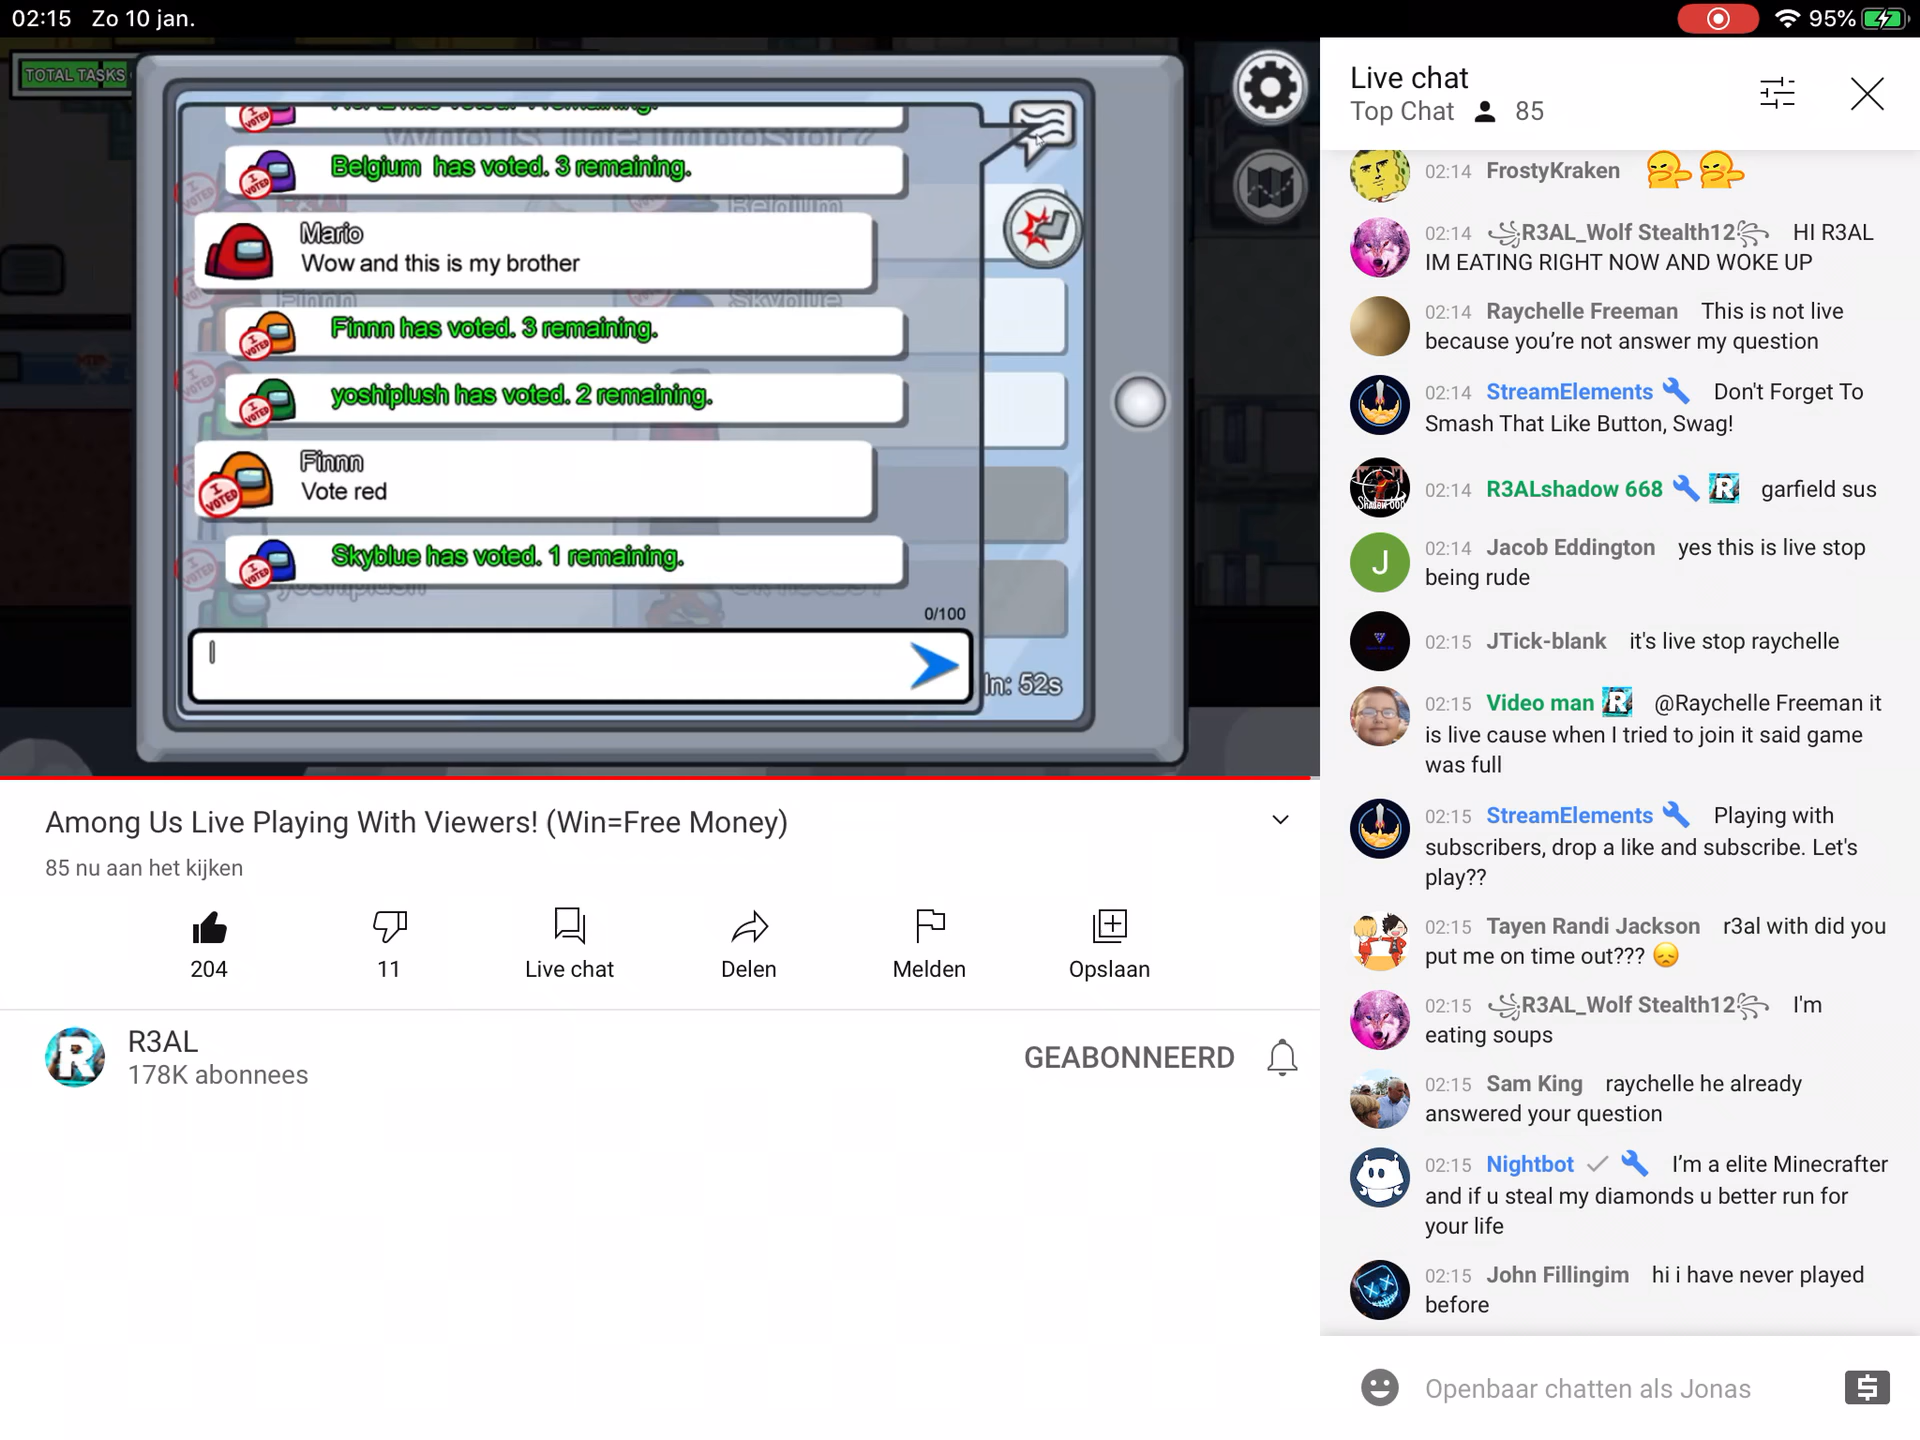 02:15 Zo 10 jan.
95%
TOTAL TASKS
Who Is The Impostor?
Belgium has voted. 3 remaining.
Belgium
Mario
Wow and this is my brother
Finnn
Skyblue
Finnn has voted. 3 remaining.
yoshiplush has voted. 2 remaining.
Finnn
Vote red
Skyblue has voted. 1 remaining.
yoshiplush
0/100
In: 52s
I VOTED
Among Us Live Playing With Viewers! (Win=Free Money)
85 nu aan het kijken
204
11
Live chat
Delen
Melden
Opslaan
R3AL
178K abonnees
GEABONNEERD
Live chat
Top Chat 85
02:14 FrostyKraken
02:14 ꧁R3AL_Wolf Stealth12꧂ HI R3AL
IM EATING RIGHT NOW AND WOKE UP
02:14 Raychelle Freeman This is not live
because you’re not answer my question
02:14 StreamElements Don't Forget To
Smash That Like Button, Swag!
02:14 R3ALshadow 668 garfield sus
02:14 Jacob Eddington yes this is live stop
being rude
02:15 JTick-blank it's live stop raychelle
02:15 Video man @Raychelle Freeman it
is live cause when I tried to join it said game
was full
02:15 StreamElements Playing with
subscribers, drop a like and subscribe. Let's
play??
02:15 Tayen Randi Jackson r3al with did you
put me on time out??? 😞
02:15 ꧁R3AL_Wolf Stealth12꧂ I'm
eating soups
02:15 Sam King raychelle he already
answered your question
02:15 Nightbot I’m a elite Minecrafter
and if u steal my diamonds u better run for
your life
02:15 John Fillingim hi i have never played
before
Openbaar chatten als Jonas